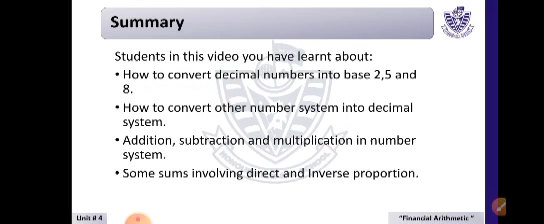 Summary
Students in this video you have learnt about:
• How to convert decimal numbers into base 2,5 and
8.
• How to convert other number system into decimal
system.
• Addition, subtraction and multiplication in number
system.
• Some sums involving direct and Inverse proportion.
Unit # 4
"Financial Arithmetic "